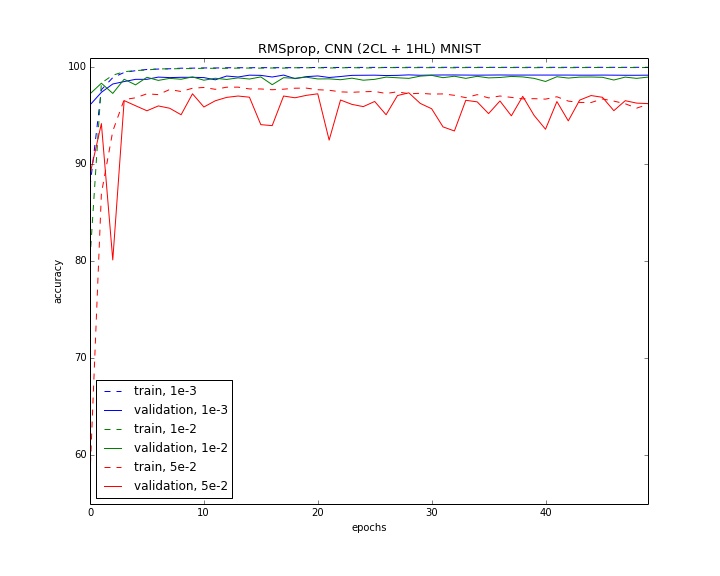 RMSprop, CNN (2CL + 1HL) MNIST
100
90
80
70
60
accuracy
train, 1e-3
validation, 1e-3
train, 1e-2
validation, 1e-2
train, 5e-2
validation, 5e-2
0 10 20 30 40
epochs